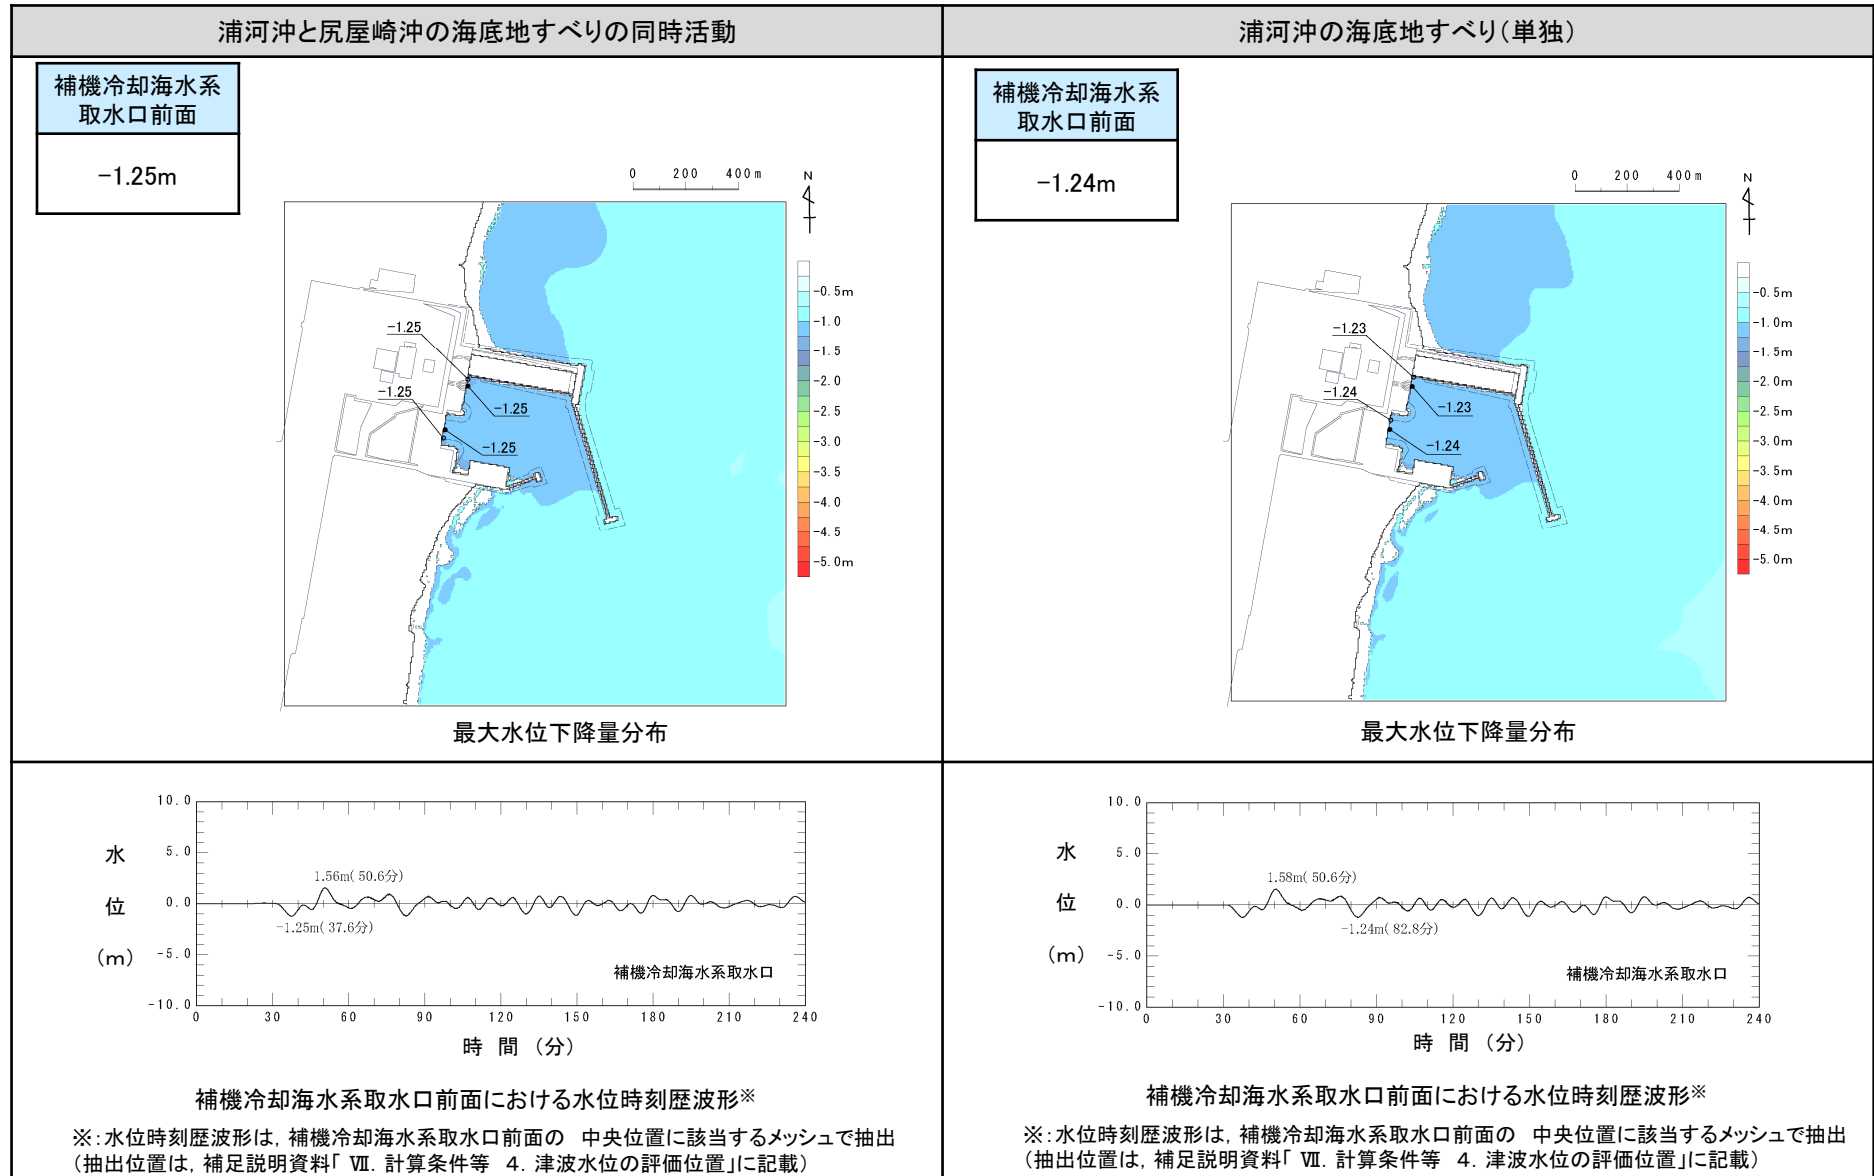 浦河沖と尻屋崎沖の海底地すべりの同時活動
補機冷却海水系
取水口前面
-1.25m
0 200 400m
N
-1.25
-1.25
-1.25
-1.25
-0.5m
-1.0
-1.5
-2.0
-2.5
-3.0
-3.5
-4.0
-4.5
-5.0m
最大水位下降量分布
10.0
5.0
0.0
-5.0
-10.0
水位(m)
1.56m( 50.6分)
-1.25m( 37.6分)
補機冷却海水系取水口
0 30 60 90 120 150 180 210 240
時 間 (分)
補機冷却海水系取水口前面における水位時刻歴波形※
※:水位時刻歴波形は, 補機冷却海水系取水口前面の 中央位置に該当するメッシュで抽出
(抽出位置は, 補足説明資料「 Ⅶ. 計算条件等 4. 津波水位の評価位置」に記載)
浦河沖の海底地すべり(単独)
補機冷却海水系
取水口前面
-1.24m
0 200 400m
N
-1.23
-1.24
-1.23
-1.24
-0.5m
-1.0m
-1.5m
-2.0m
-2.5m
-3.0m
-3.5m
-4.0m
-4.5m
-5.0m
最大水位下降量分布
10.0
5.0
0.0
-5.0
-10.0
水位(m)
1.58m( 50.6分)
-1.24m( 82.8分)
補機冷却海水系取水口
0 30 60 90 120 150 180 210 240
時 間 (分)
補機冷却海水系取水口前面における水位時刻歴波形※
※:水位時刻歴波形は, 補機冷却海水系取水口前面の 中央位置に該当するメッシュで抽出
(抽出位置は, 補足説明資料「 Ⅶ. 計算条件等 4. 津波水位の評価位置」に記載)